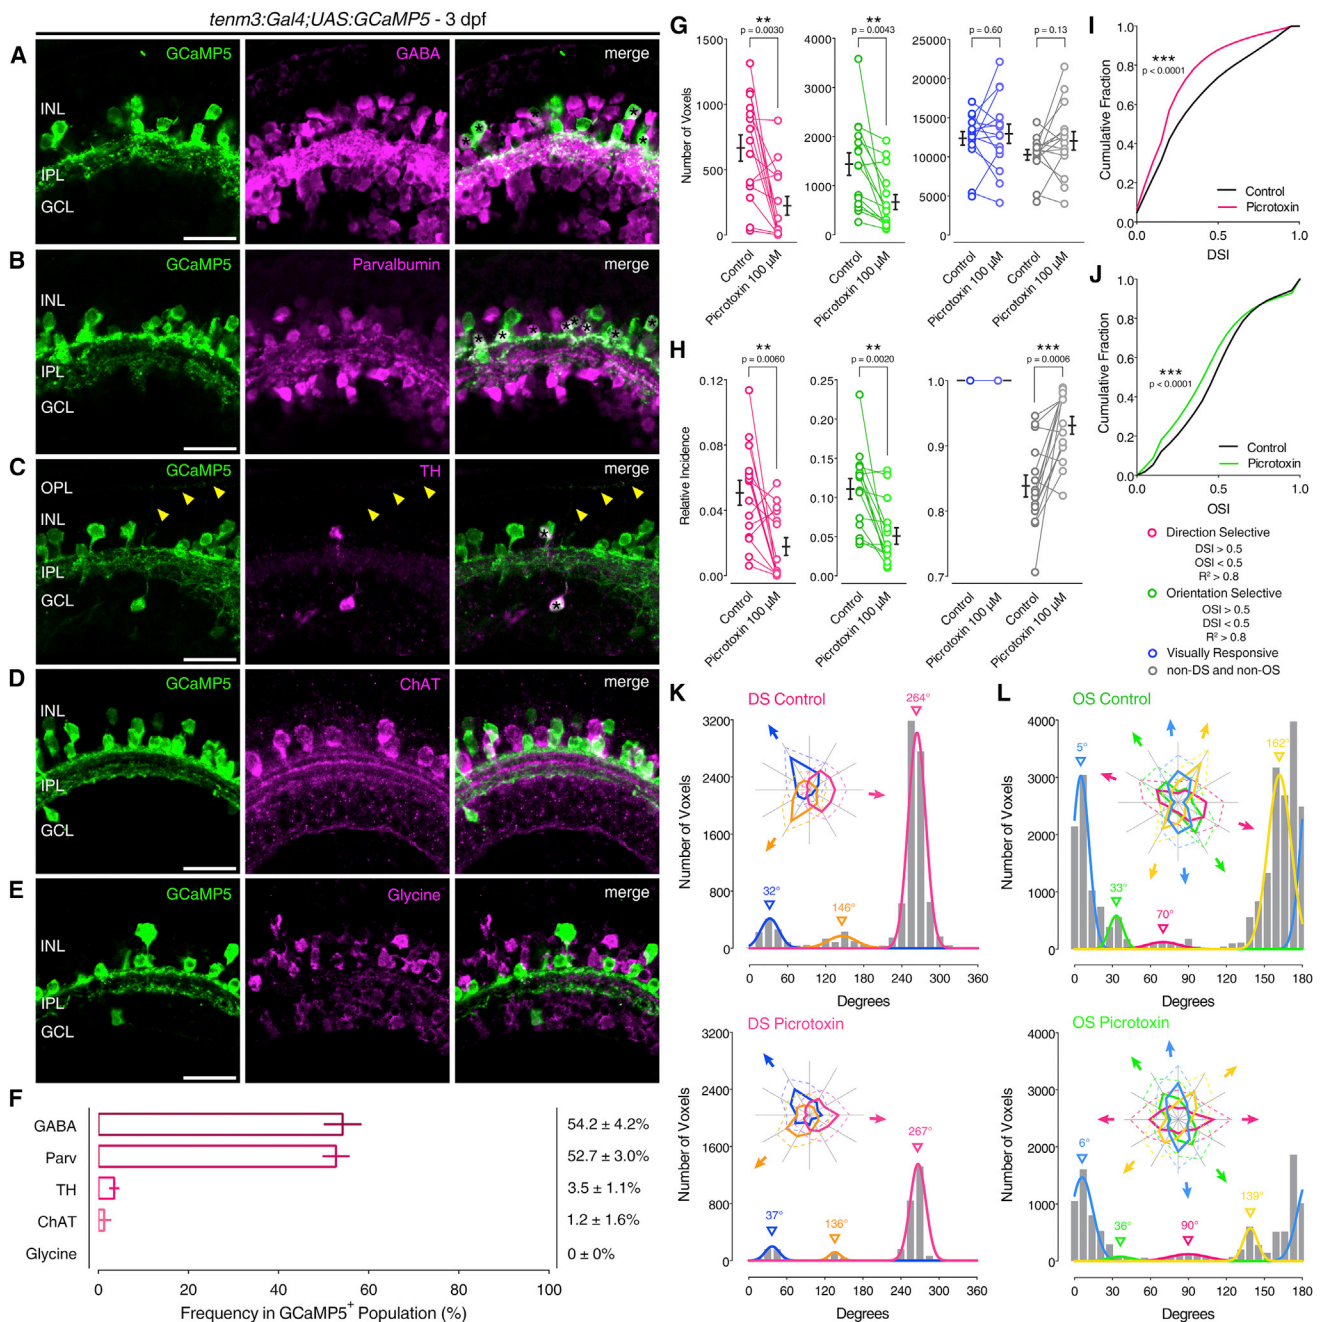 tenm3:Gal4;UAS:GCaMP5 - 3 dpf
A
GCaMP5
GABA
merge
INL
IPL
GCL
*
*
*
*
B
GCaMP5
Parvalbumin
merge
INL
IPL
GCL
C
GCaMP5
TH
merge
OPL
INL
IPL
GCL
*
*
D
GCaMP5
ChAT
merge
INL
IPL
GCL
E
GCaMP5
Glycine
merge
INL
IPL
GCL
F
GABA
54.2 ± 4.2%
Parv
52.7 ± 3.0%
TH
3.5 ± 1.1%
ChAT
1.2 ± 1.6%
Glycine
0 ± 0%
0 20 40 60 80 100
Frequency in GCaMP5+ Population (%)
G
Number of Voxels
**
p = 0.0030
1500
1000
500
0
Control
Picrotoxin 100 µM
**
p = 0.0043
4000
3000
2000
1000
0
Control
Picrotoxin 100 µM
p = 0.60
p = 0.13
25000
20000
15000
10000
5000
0
Control
Picrotoxin 100 µM
Control
Picrotoxin 100 µM
H
Relative Incidence
**
p = 0.0060
0.12
0.08
0.04
0.00
Control
Picrotoxin 100 µM
**
p = 0.0020
0.25
0.20
0.15
0.10
0.05
0.00
Control
Picrotoxin 100 µM
***
p = 0.0006
1.0
0.9
0.8
0.7
Control
Picrotoxin 100 µM
Control
Picrotoxin 100 µM
I
Cumulative Fraction
1.0
0.8
0.6
0.4
0.2
0.0
***
p < 0.0001
Control
Picrotoxin
0.0 0.5 1.0
DSI
J
Cumulative Fraction
1.0
0.8
0.6
0.4
0.2
0.0
***
p < 0.0001
Control
Picrotoxin
0.0 0.5 1.0
OSI
Direction Selective
DSI > 0.5
OSI < 0.5
R² > 0.8
Orientation Selective
OSI > 0.5
DSI < 0.5
R² > 0.8
Visually Responsive
non-DS and non-OS
K
DS Control
Number of Voxels
3200
2400
1600
800
0
32°
146°
264°
0 60 120 180 240 300 360
Degrees
DS Picrotoxin
Number of Voxels
3200
2400
1600
800
0
37°
136°
267°
0 60 120 180 240 300 360
Degrees
L
OS Control
Number of Voxels
4000
3000
2000
1000
0
5°
33°
70°
162°
0 30 60 90 120 150 180
Degrees
OS Picrotoxin
Number of Voxels
4000
3000
2000
1000
0
6°
36°
90°
139°
0 30 60 90 120 150 180
Degrees